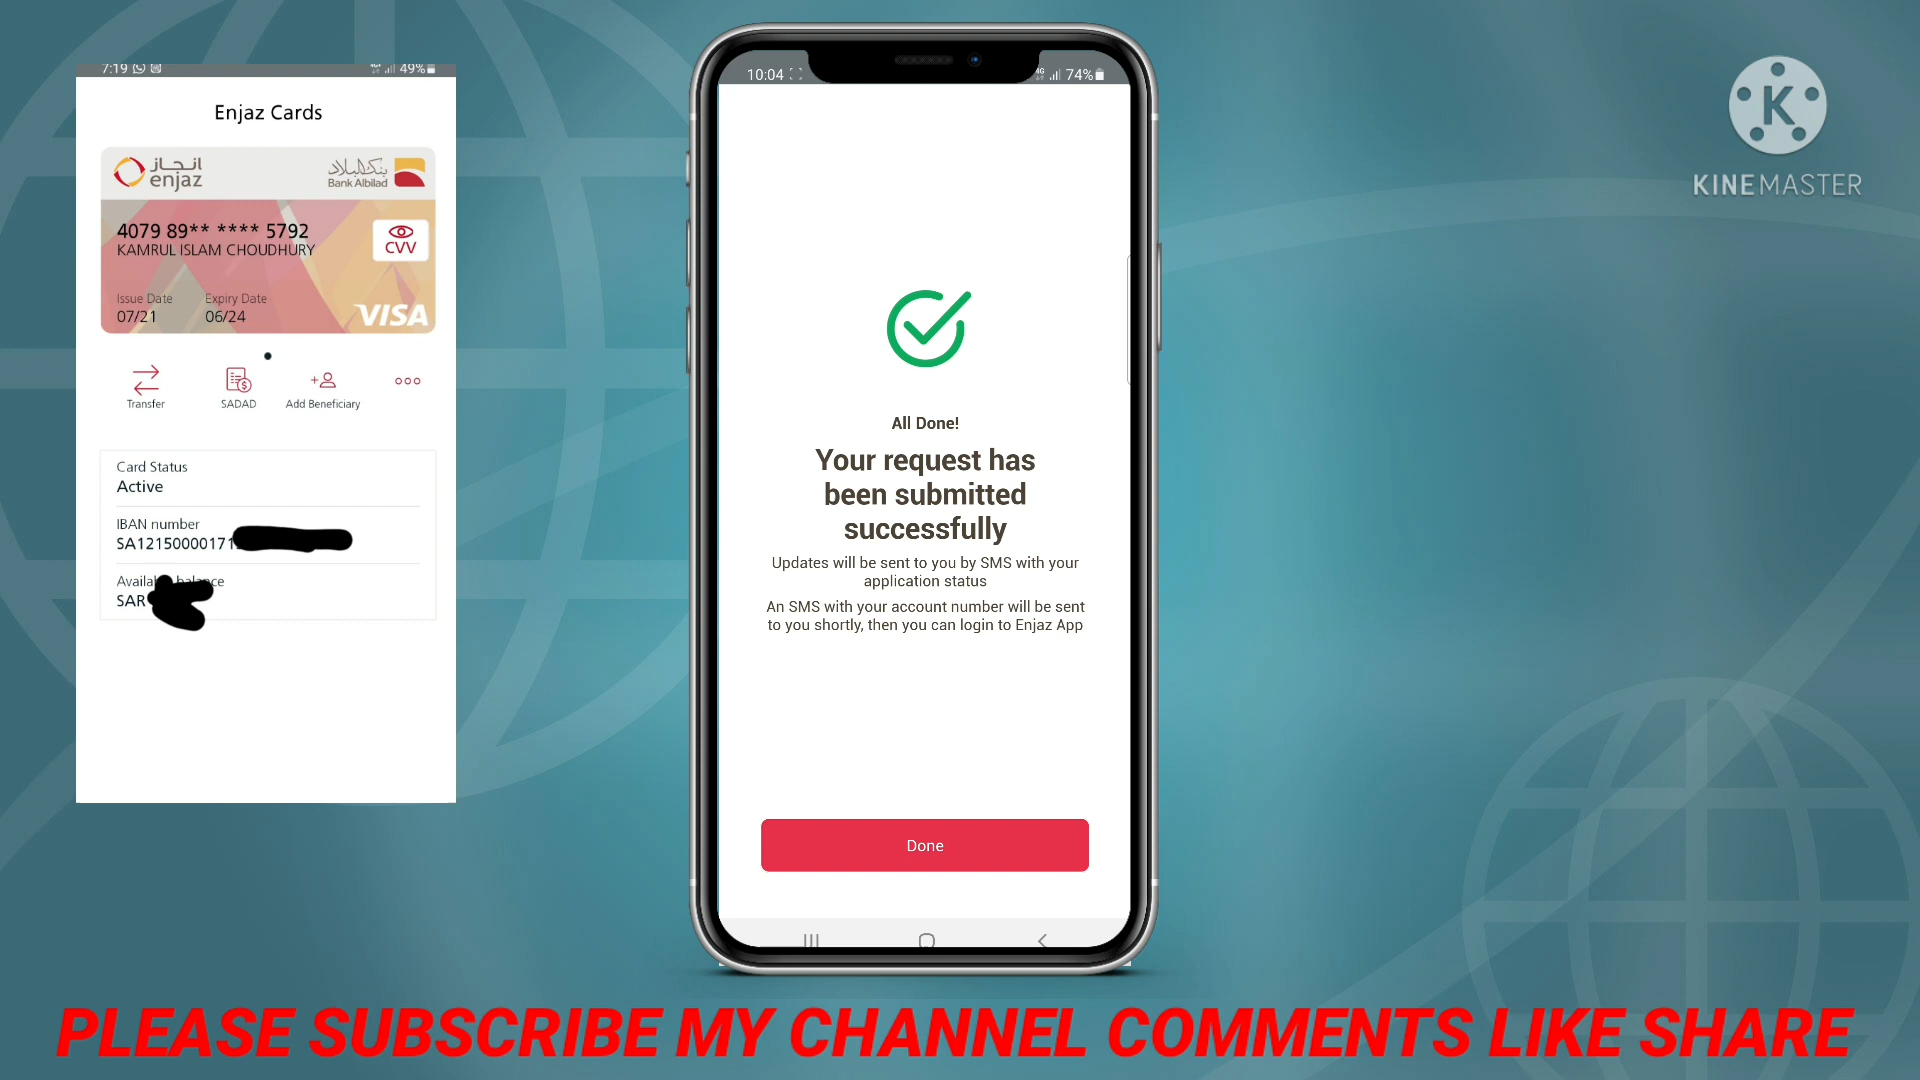 7:19
49%
Enjaz Cards
انجاز
enjaz
بنك البلاد
Bank Albilad
4079 89** **** 5792
KAMRUL ISLAM CHOUDHURY
CVV
Issue Date
Expiry Date
07/21
06/24
VISA
Transfer
SADAD
Add Beneficiary
Card Status
Active
IBAN number
SA1215000017
balance
SAR
10:04
4G
74%
All Done!
Your request has
been submitted
successfully
Updates will be sent to you by SMS with your
application status
An SMS with your account number will be sent
to you shortly, then you can login to Enjaz App
Done
K
KINEMASTER
PLEASE SUBSCRIBE MY CHANNEL COMMENTS LIKE SHARE